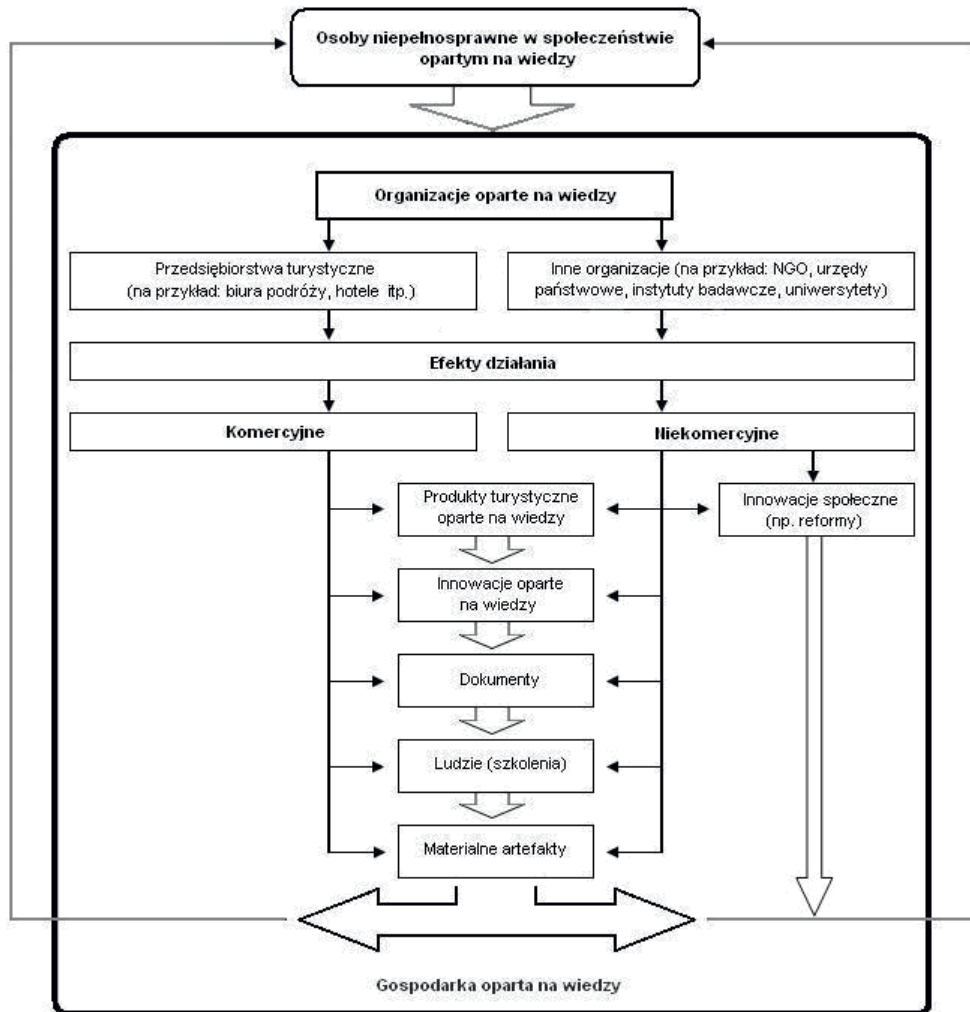 Osoby niepełnosprawne w społeczeństwie
opartym na wiedzy
Organizacje oparte na wiedzy
Przedsiębiorstwa turystyczne
(na przykład: biura podróży, hotele itp.)
Inne organizacje (na przykład: NGO, urzędy
państwowe, instytuty badawcze, uniwersytety)
Efekty działania
Komercyjne
Niekomercyjne
Produkty turystyczne
oparte na wiedzy
Innowacje społeczne
(np. reformy)
Innowacje oparte
na wiedzy
Dokumenty
Ludzie (szkolenia)
Materialne artefakty
Gospodarka oparta na wiedzy